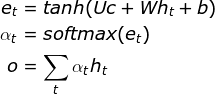 e_t = tanh(Uc + Wh_t + b)
α_t = softmax(e_t)
o = ∑_t α_t h_t